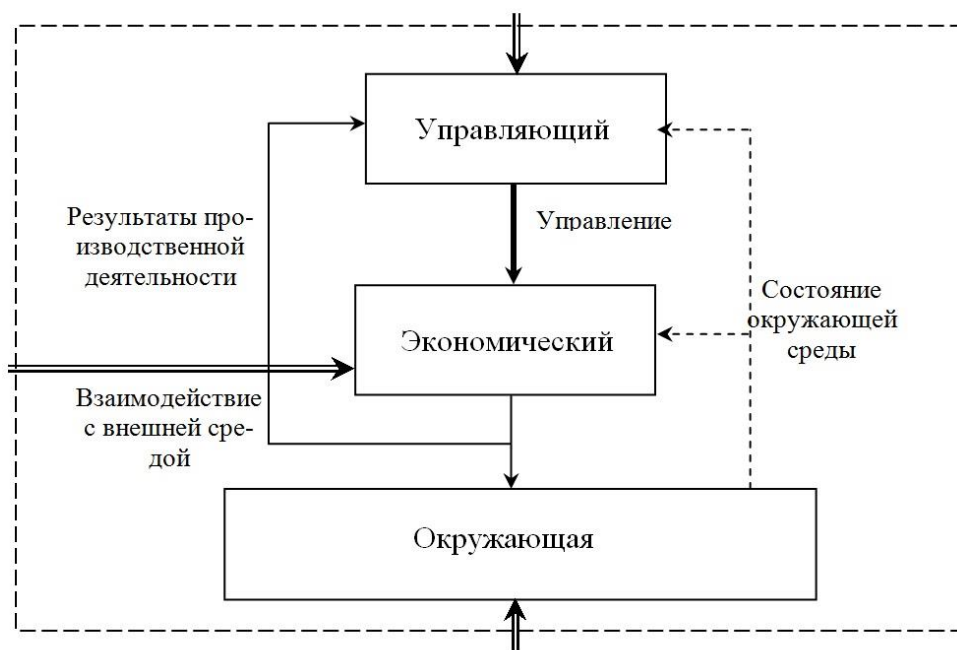 Управляющий
Управление
Результаты про-
изводственной
деятельности
Состояние
окружающей
среды
Экономический
Взаимодействие
с внешней сре-
дой
Окружающая